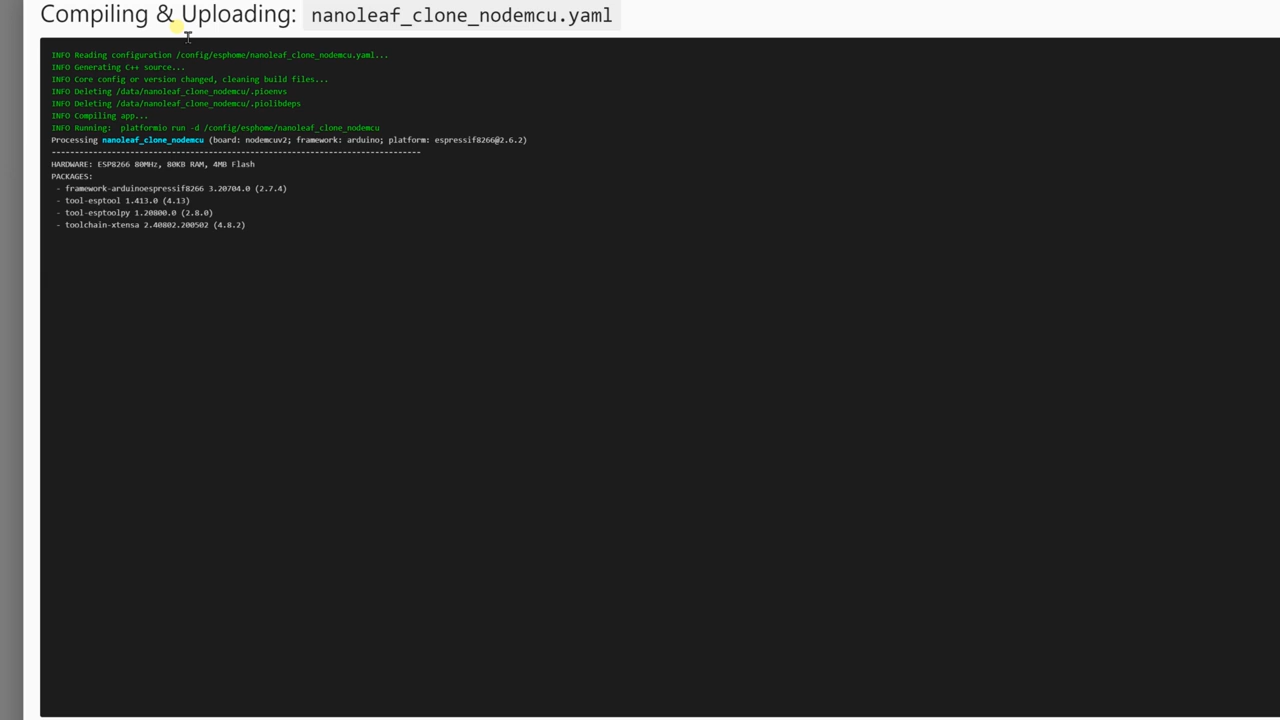 Compiling & Uploading: nanoleaf_clone_nodemcu.yaml
INFO Reading configuration /config/esphome/nanoleaf_clone_nodemcu.yaml...
INFO Generating C++ source...
INFO Core config or version changed, cleaning build files...
INFO Deleting /data/nanoleaf_clone_nodemcu/.pioenvs
INFO Deleting /data/nanoleaf_clone_nodemcu/.piolibdeps
INFO Compiling app...
INFO Running:  platformio run -d /config/esphome/nanoleaf_clone_nodemcu
Processing nanoleaf_clone_nodemcu (board: nodemcuv2; framework: arduino; platform: espressif8266@2.6.2)
--------------------------------------------------------------------------------
HARDWARE: ESP8266 80MHz, 80KB RAM, 4MB Flash
PACKAGES:
- framework-arduinoespressif8266 3.20704.0 (2.7.4)
- tool-esptool 1.413.0 (4.13)
- tool-esptoolpy 1.20800.0 (2.8.0)
- toolchain-xtensa 2.40802.200502 (4.8.2)